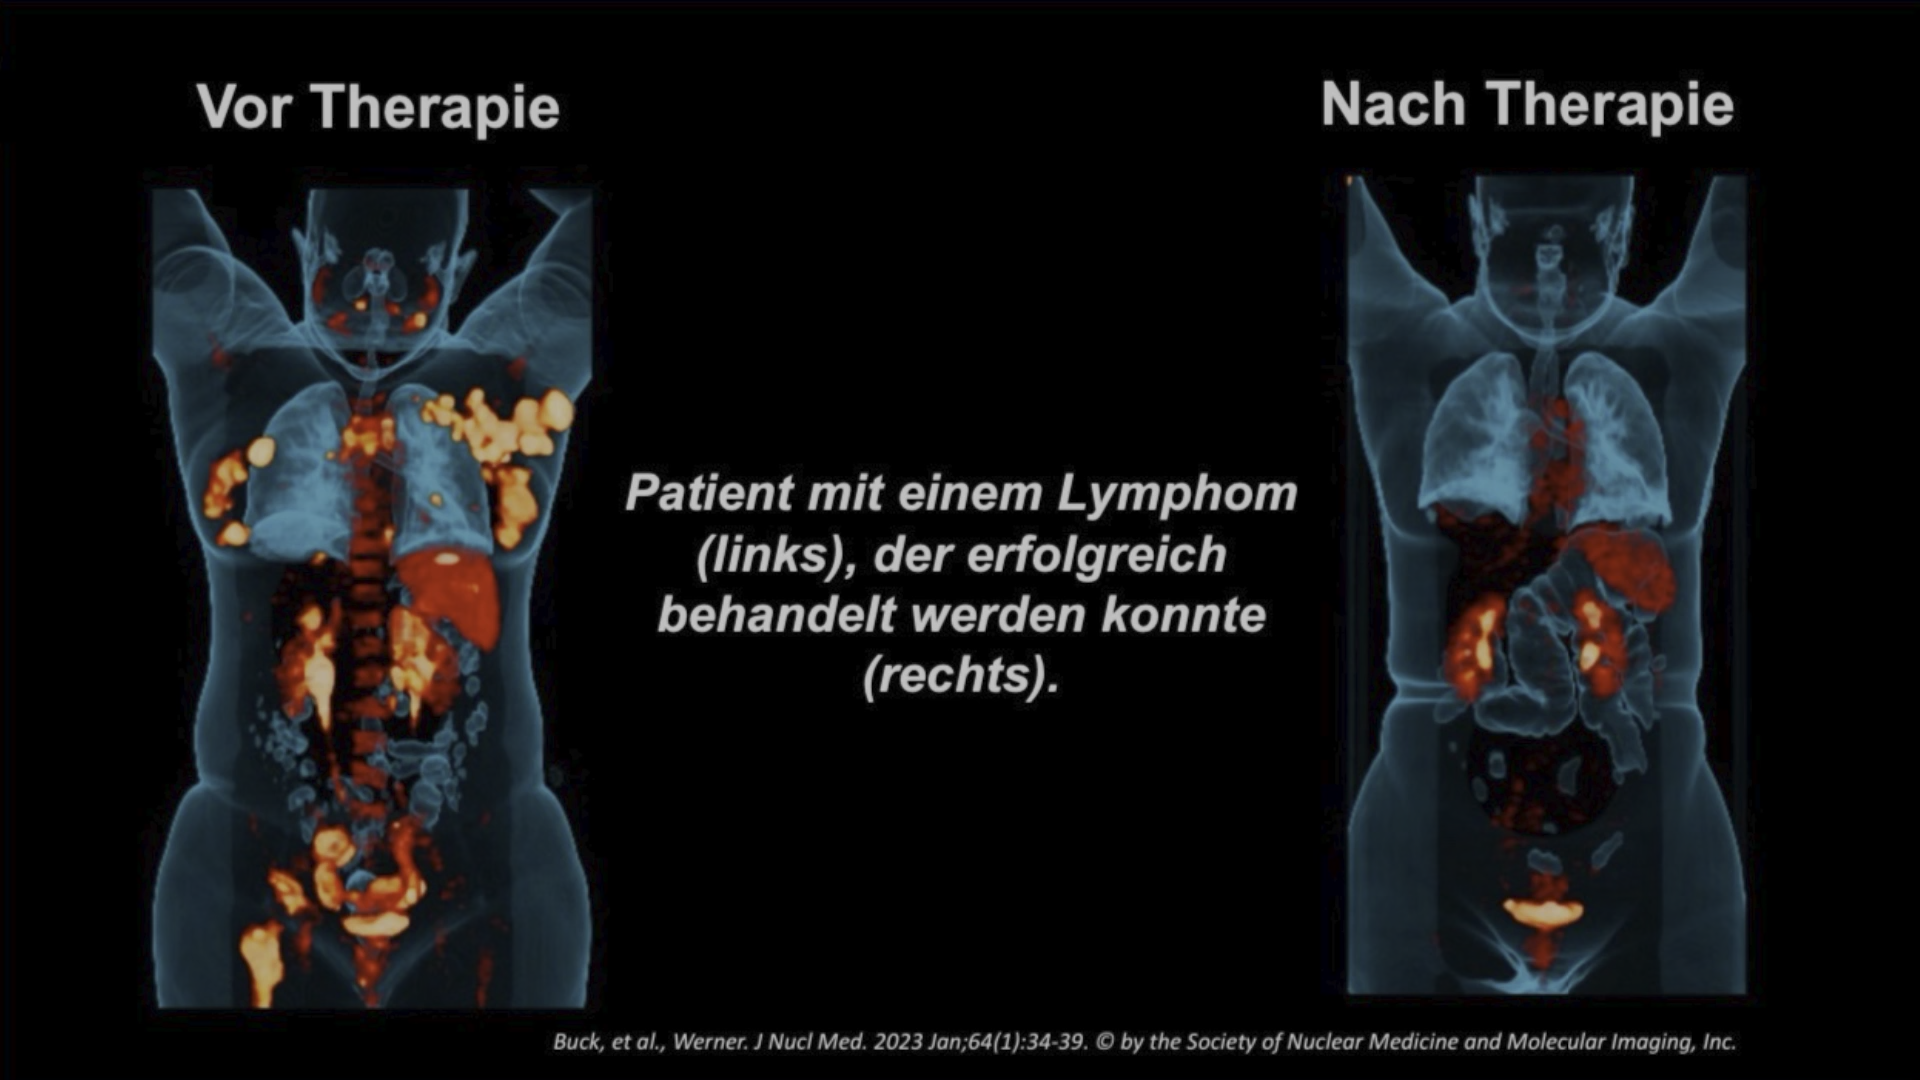 Vor Therapie
Nach Therapie
Patient mit einem Lymphom
(links), der erfolgreich
behandelt werden konnte
(rechts).
Buck, et al., Werner. J Nucl Med. 2023 Jan;64(1):34-39. © by the Society of Nuclear Medicine and Molecular Imaging, Inc.